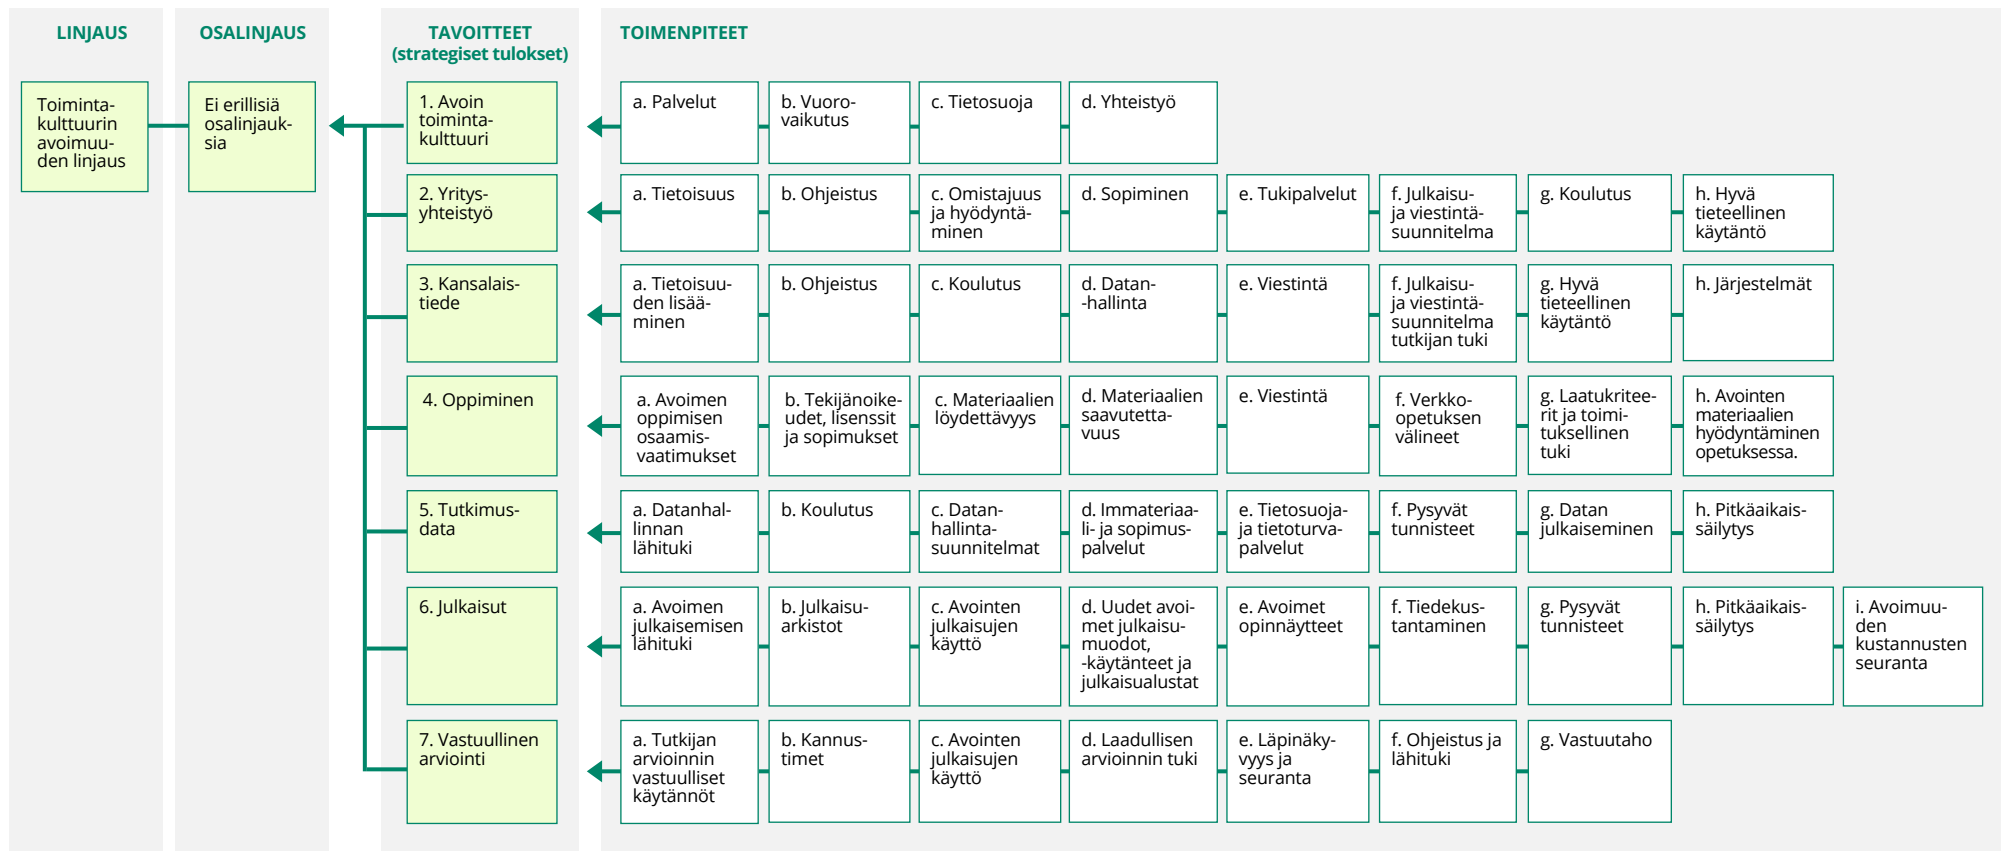 LINJAUS
OSALINJAUS
TAVOITTEET
(strategiset tulokset)
TOIMENPITEET
Toiminta-
kulttuurin
avoimuu-
den linjaus
Ei erillisiä
osalinjauk-
sia
1. Avoin
toiminta-
kulttuuri
a. Palvelut
b. Vuoro-
vaikutus
c. Tietosuoja
d. Yhteistyö
2. Yritys-
yhteistyö
a. Tietoisuus
b. Ohjeistus
c. Omistajuus
ja hyödyntä-
minen
d. Sopiminen
e. Tukipalvelut
f. Julkaisu-
ja viestintä-
suunnitelma
g. Koulutus
h. Hyvä
tieteellinen
käytäntö
3. Kansalais-
tiede
a. Tietoisuu-
den lisää-
minen
b. Ohjeistus
c. Koulutus
d. Datan-
-hallinta
e. Viestintä
f. Julkaisu-
ja viestintä-
suunnitelma
tutkijan tuki
g. Hyvä
tieteellinen
käytäntö
h. Järjestelmät
4. Oppiminen
a. Avoimen
oppimisen
osaamis-
vaatimukset
b. Tekijänoike-
udet, lisenssit
ja sopimukset
c. Materiaalien
löydettävyys
d. Materiaalien
saavutetta-
vuus
e. Viestintä
f. Verkko-
opetuksen
välineet
g. Laatukritee-
rit ja toimi-
tuksellinen
tuki
h. Avointen
materiaalien
hyödyntäminen
opetuksessa.
5. Tutkimus-
data
a. Datanhal-
linnan
lähituki
b. Koulutus
c. Datan-
hallinta-
suunnitelmat
d. Immateriaa-
li- ja sopimus-
palvelut
e. Tietosuoja-
ja tietoturva-
palvelut
f. Pysyvät
tunnisteet
g. Datan
julkaiseminen
h. Pitkäaikais-
säilytys
6. Julkaisut
a. Avoimen
julkaisemisen
lähituki
b. Julkaisu-
arkistot
c. Avointen
julkaisujen
käyttö
d. Uudet avoi-
met julkaisu-
muodot,
-käytänteet ja
julkaisualustat
e. Avoimet
opinnäytteet
f. Tiedekus-
tantaminen
g. Pysyvät
tunnisteet
h. Pitkäaikais-
säilytys
i. Avoimuu-
den
kustannusten
seuranta
7. Vastuullinen
arviointi
a. Tutkijan
arvioinnin
vastuulliset
käytännöt
b. Kannus-
timet
c. Avointen
julkaisujen
käyttö
d. Laadullisen
arvioinnin tuki
e. Läpinäky-
vyys ja
seuranta
f. Ohjeistus ja
lähituki
g. Vastuutaho